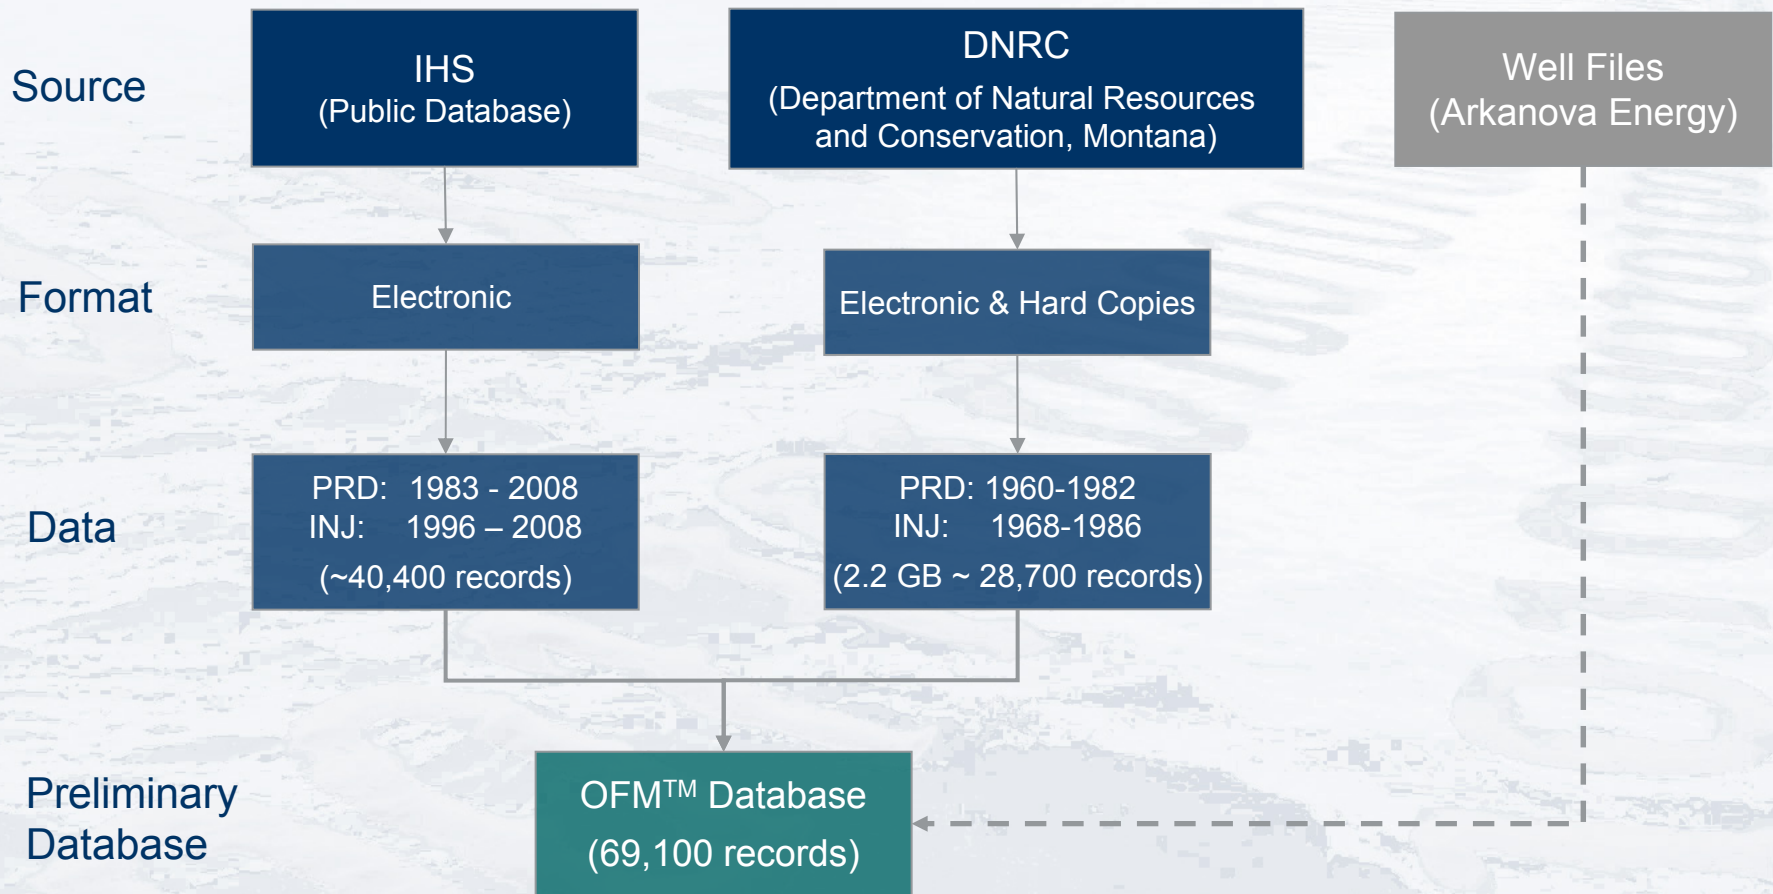 Source
IHS
(Public Database)
DNRC
(Department of Natural Resources
and Conservation, Montana)
Well Files
(Arkanova Energy)
Format
Electronic
Electronic & Hard Copies
Data
PRD: 1983 - 2008
INJ: 1996 – 2008
(~40,400 records)
PRD: 1960-1982
INJ: 1968-1986
(2.2 GB ~ 28,700 records)
Preliminary
Database
OFM™ Database
(69,100 records)